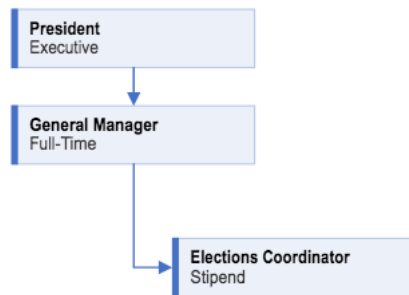 President
Executive
General Manager
Full-Time
Elections Coordinator
Stipend